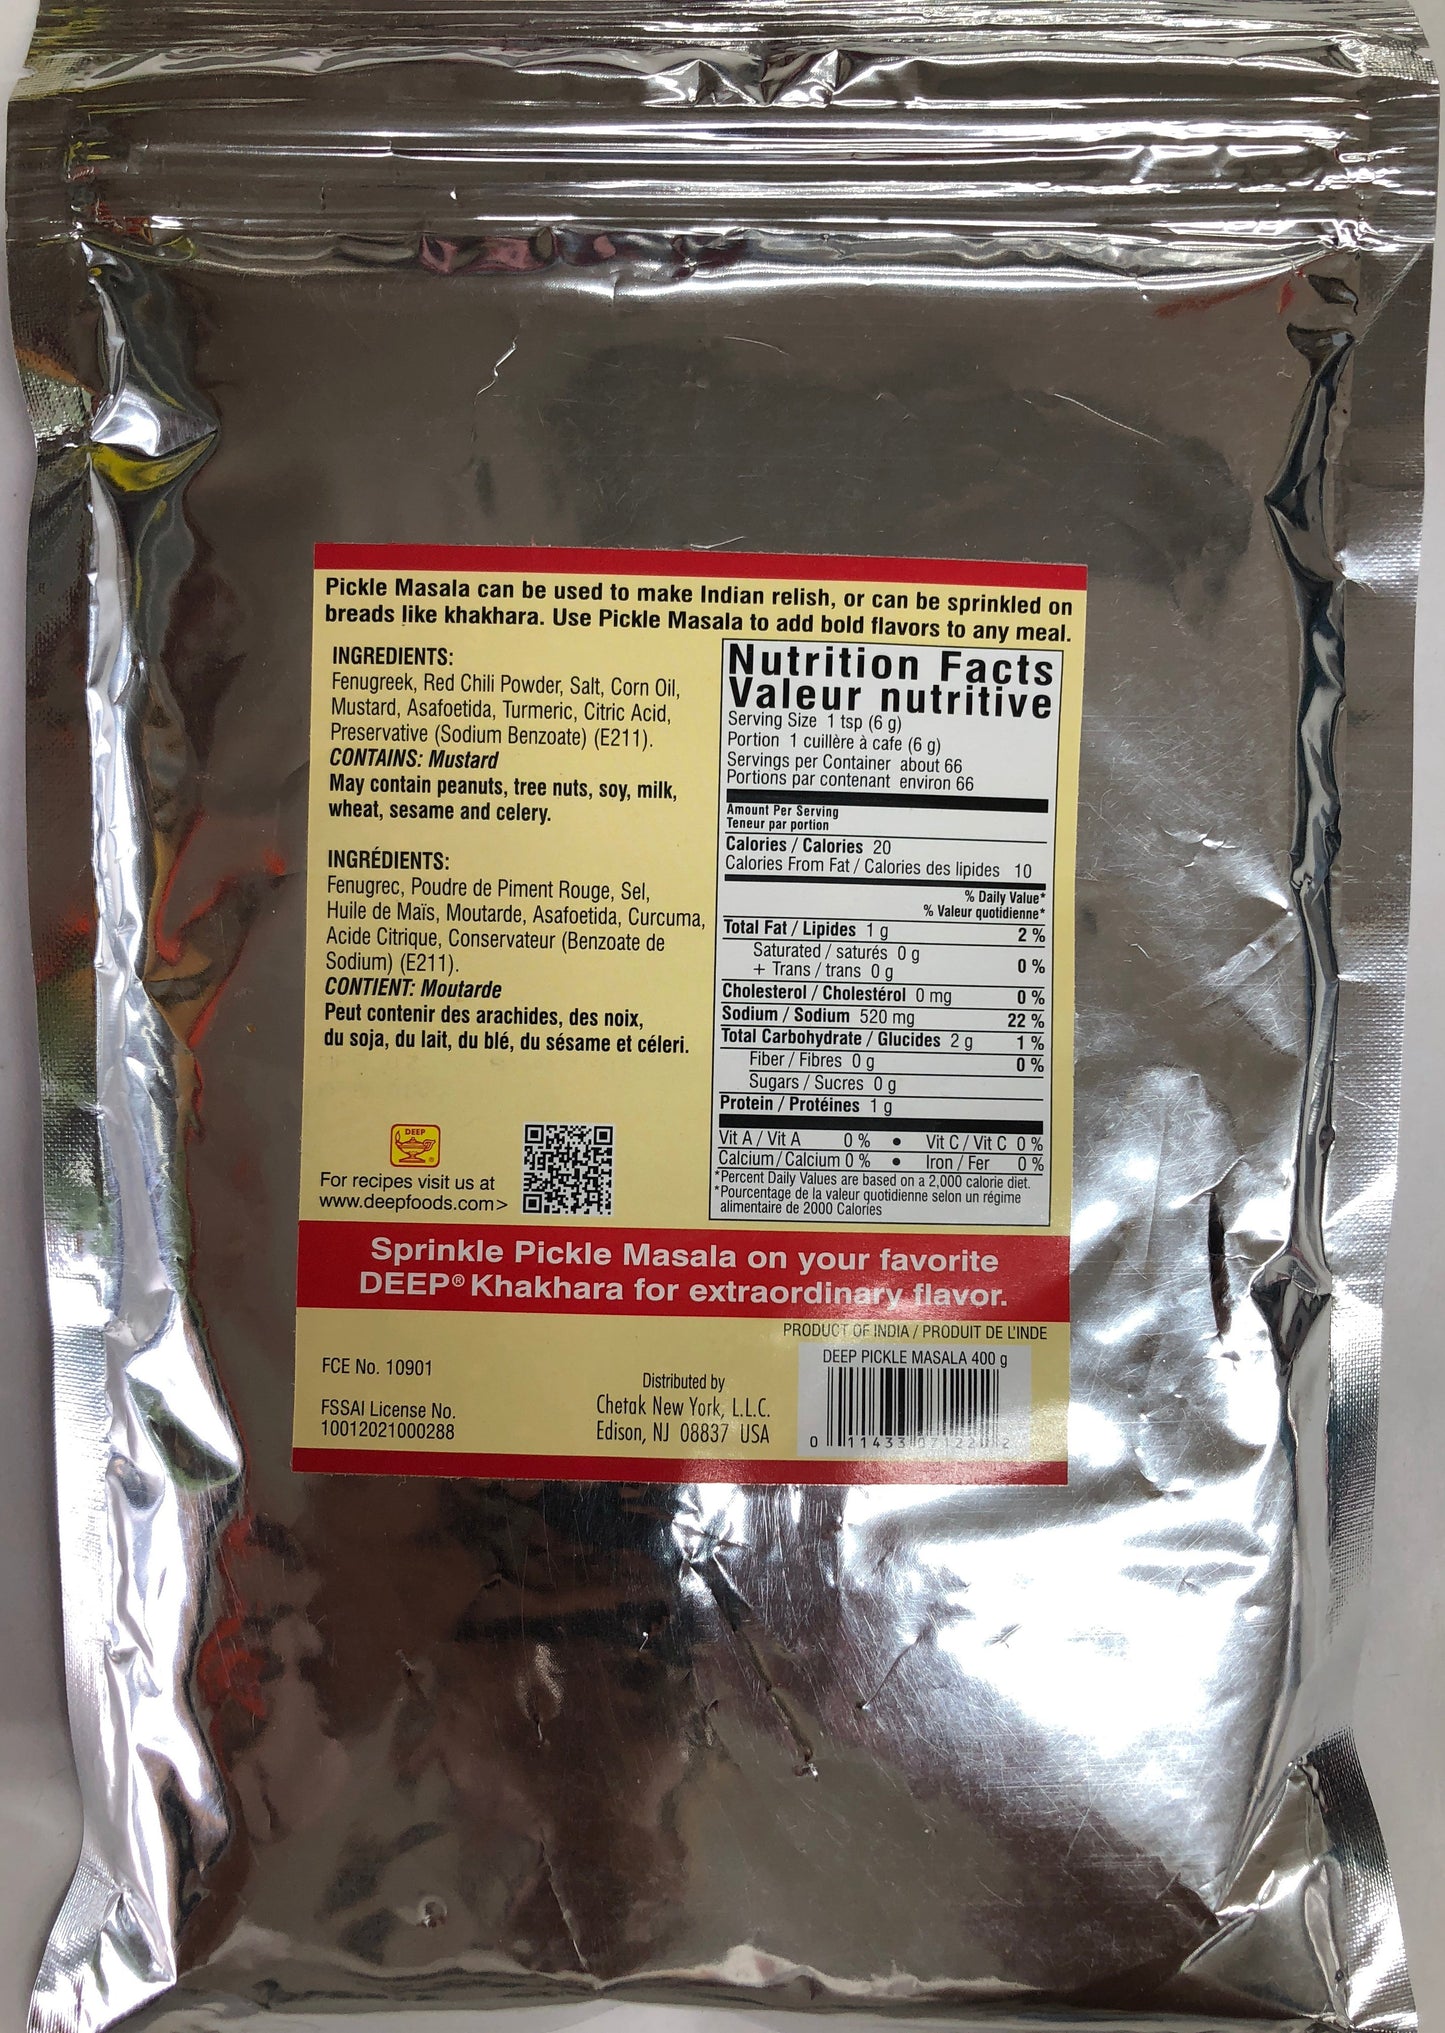 Pickle Masala can be used to make Indian relish, or can be sprinkled on
breads like khakhara. Use Pickle Masala to add bold flavors to any meal.
INGREDIENTS:
Fenugreek, Red Chili Powder, Salt, Corn Oil,
Mustard, Asafoetida, Turmeric, Citric Acid,
Preservative (Sodium Benzoate) (E211).
CONTAINS: Mustard
May contain peanuts, tree nuts, soy, milk,
wheat, sesame and celery.
INGRÉDIENTS:
Fenugrec, Poudre de Piment Rouge, Sel,
Huile de Maïs, Moutarde, Asafoetida, Curcuma,
Acide Citrique, Conservateur (Benzoate de
Sodium) (E211).
CONTIENT: Moutarde
Peut contenir des arachides, des noix,
du soja, du lait, du blé, du sésame et céleri.
DEEP
For recipes visit us at
www.deepfoods.com>
Nutrition Facts
Valeur nutritive
Serving Size 1 tsp (6 g)
Portion 1 cuillère à cafe (6 g)
Servings per Container about 66
Portions par contenant environ 66
Amount Per Serving
Teneur par portion
Calories / Calories 20
Calories From Fat / Calories des lipides 10
% Daily Value*
% Valeur quotidienne*
Total Fat / Lipides 1 g 2 %
Saturated / saturés 0 g
+ Trans / trans 0 g 0 %
Cholesterol / Cholestérol 0 mg 0 %
Sodium / Sodium 520 mg 22 %
Total Carbohydrate / Glucides 2 g 1 %
Fiber / Fibres 0 g 0 %
Sugars / Sucres 0 g
Protein / Protéines 1 g
Vit A / Vit A 0 % • Vit C / Vit C 0 %
Calcium / Calcium 0 % • Iron / Fer 0 %
*Percent Daily Values are based on a 2,000 calorie diet.
*Pourcentage de la valeur quotidienne selon un régime
alimentaire de 2000 Calories
Sprinkle Pickle Masala on your favorite
DEEP® Khakhara for extraordinary flavor.
PRODUCT OF INDIA / PRODUIT DE L'INDE
FCE No. 10901
FSSAI License No.
10012021000288
Distributed by
Chetak New York, L.L.C.
Edison, NJ 08837 USA
DEEP PICKLE MASALA 400 g
0 11433